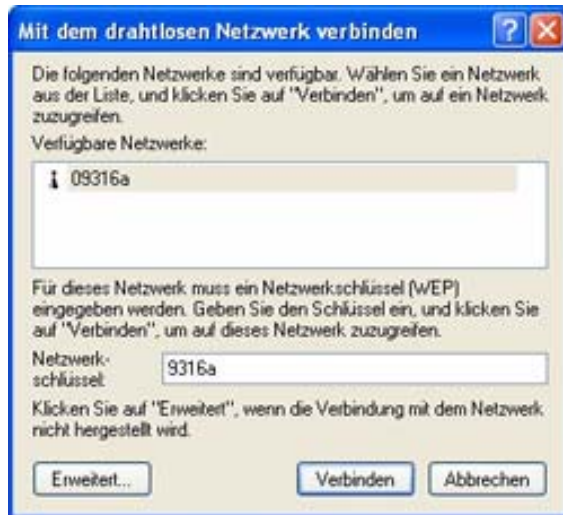 Mit dem drahtlosen Netzwerk verbinden
Die folgenden Netzwerke sind verfügbar. Wählen Sie ein Netzwerk
aus der Liste, und klicken Sie auf "Verbinden", um auf ein Netzwerk
zuzugreifen.
Verfügbare Netzwerke:
09316a
Für dieses Netzwerk muss ein Netzwerkschlüssel (WEP)
eingegeben werden. Geben Sie den Schlüssel ein, und klicken Sie
auf "Verbinden", um auf dieses Netzwerk zuzugreifen.
Netzwerk-
schlüssel:
9316a
Klicken Sie auf "Erweitert", wenn die Verbindung mit dem Netzwerk
nicht hergestellt wird.
Erweitert... Verbinden Abbrechen